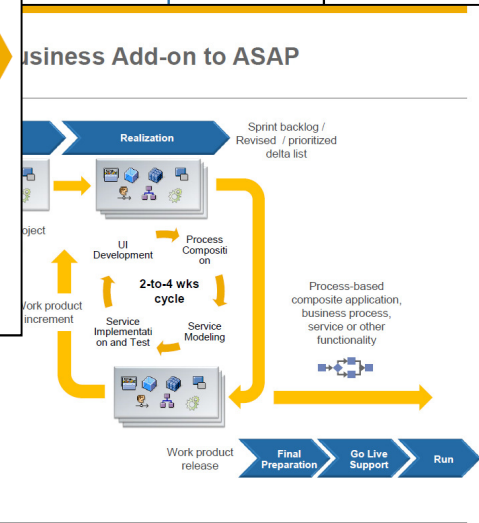 usiness Add-on to ASAP
Realization
Sprint backlog /
Revised / prioritized
delta list
oject
UI
Development
Process
Compositi
on
2-to-4 wks
cycle
Work product
increment
Service
Implementati
on and Test
Service
Modeling
Process-based
composite application,
business process,
service or other
functionality
Work product
release
Final
Preparation
Go Live
Support
Run